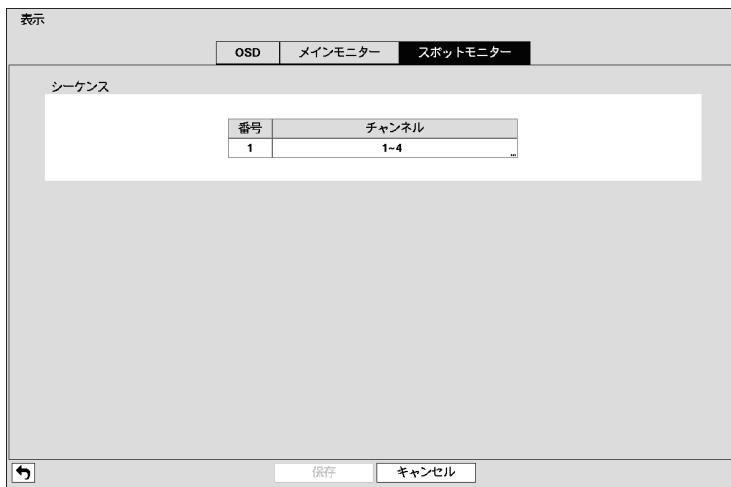 表示
OSD メインモニター スポットモニター
シーケンス
番号 チャンネル
1 1~4 ...
保存 キャンセル